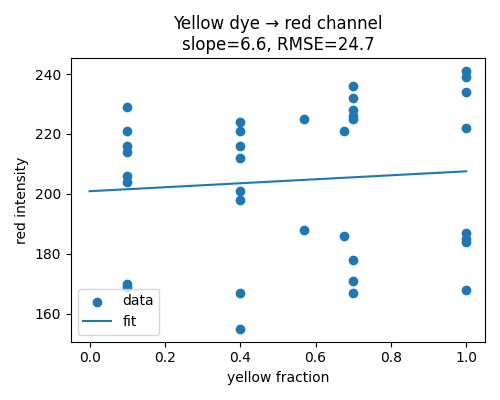 Yellow dye → red channel
slope=6.6, RMSE=24.7
240
220
200
180
160
red intensity
data
fit
0.0 0.2 0.4 0.6 0.8 1.0
yellow fraction